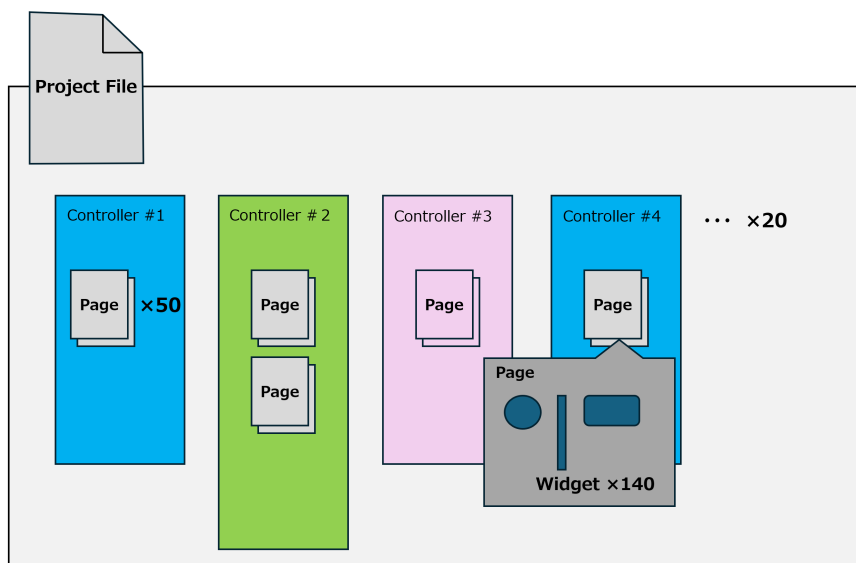 Project File
Controller #1
Controller # 2
Controller #3
Controller #4
··· ×20
Page
×50
Page
Page
Page
Page
Page
Widget ×140